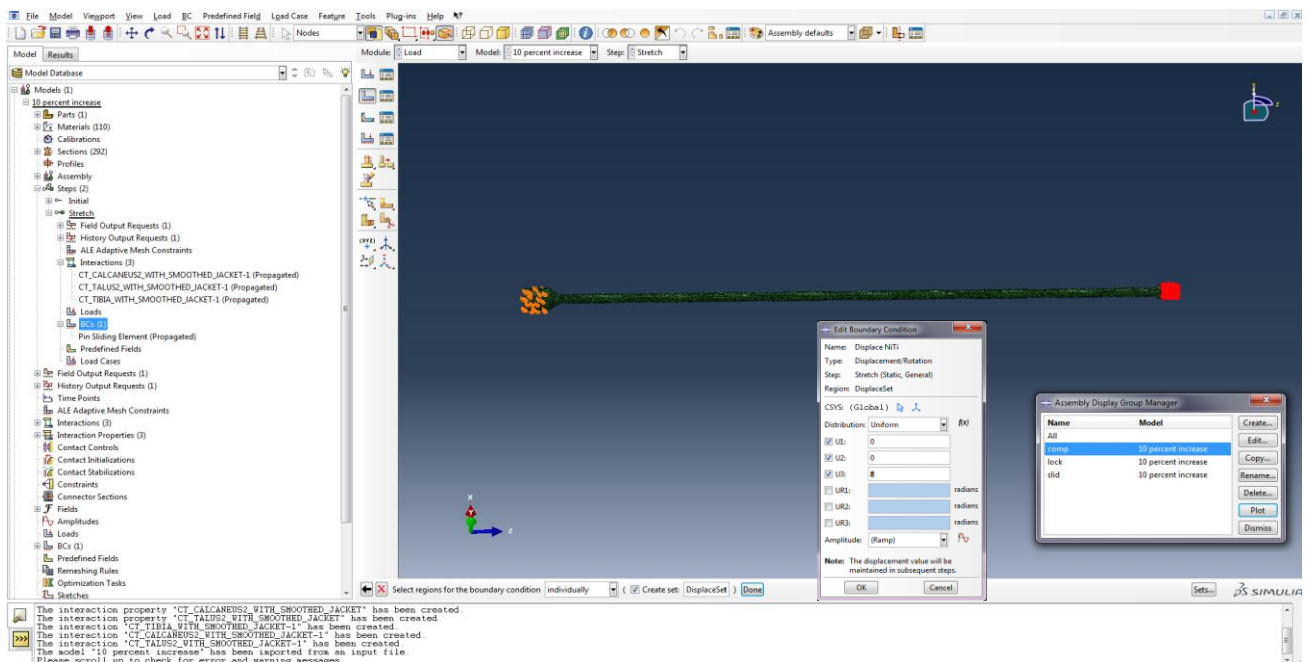 File Model Viewport View Load BC Predefined Field Load Case Feature Tools Plug-ins Help
Nodes
Assembly defaults
Model Results
Module: Load Model: 10 percent increase Step: Stretch
Model Database
Models (1)
10 percent increase
Parts (1)
Materials (110)
Calibrations
Sections (292)
Profiles
Assembly
Steps (2)
Initial
Stretch
Field Output Requests (1)
History Output Requests (1)
ALE Adaptive Mesh Constraints
Interactions (3)
CT_CALCANEUS2_WITH_SMOOTHED_JACKET-1 (Propagated)
CT_TALUS2_WITH_SMOOTHED_JACKET-1 (Propagated)
CT_TIBIA_WITH_SMOOTHED_JACKET-1 (Propagated)
Loads
BCs (1)
Pin Sliding Element (Propagated)
Predefined Fields
Load Cases
Field Output Requests (1)
History Output Requests (1)
Time Points
ALE Adaptive Mesh Constraints
Interactions (3)
Interaction Properties (3)
Contact Controls
Contact Initializations
Contact Stabilizations
Constraints
Connector Sections
Fields
Amplitudes
Loads
BCs (1)
Predefined Fields
Remeshing Rules
Optimization Tasks
Sketches
(XYZ)
Y
Z
X
Y
Z
Edit Boundary Condition
Name: Displace NiTi
Type: Displacement/Rotation
Step: Stretch (Static, General)
Region: DisplaceSet
CSYS: (Global)
Distribution: Uniform f(x)
U1: 0
U2: 0
U3: 8
UR1: radians
UR2: radians
UR3: radians
Amplitude: (Ramp)
Note: The displacement value will be
maintained in subsequent steps.
OK Cancel
Assembly Display Group Manager
Name Model
All
comp 10 percent increase
lock 10 percent increase
slid 10 percent increase
Create...
Edit...
Copy...
Rename...
Delete...
Plot
Dismiss
Select regions for the boundary condition individually ( Create set: DisplaceSet ) Done
Sets...
SIMULIA
The interaction property "CT_CALCANEUS2_WITH_SMOOTHED_JACKET" has been created.
The interaction property "CT_TALUS2_WITH_SMOOTHED_JACKET" has been created.
The interaction "CT_TIBIA_WITH_SMOOTHED_JACKET-1" has been created.
The interaction "CT_CALCANEUS2_WITH_SMOOTHED_JACKET-1" has been created.
The interaction "CT_TALUS2_WITH_SMOOTHED_JACKET-1" has been created.
The model "10 percent increase" has been imported from an input file.
Please scroll up to check for error and warning messages.